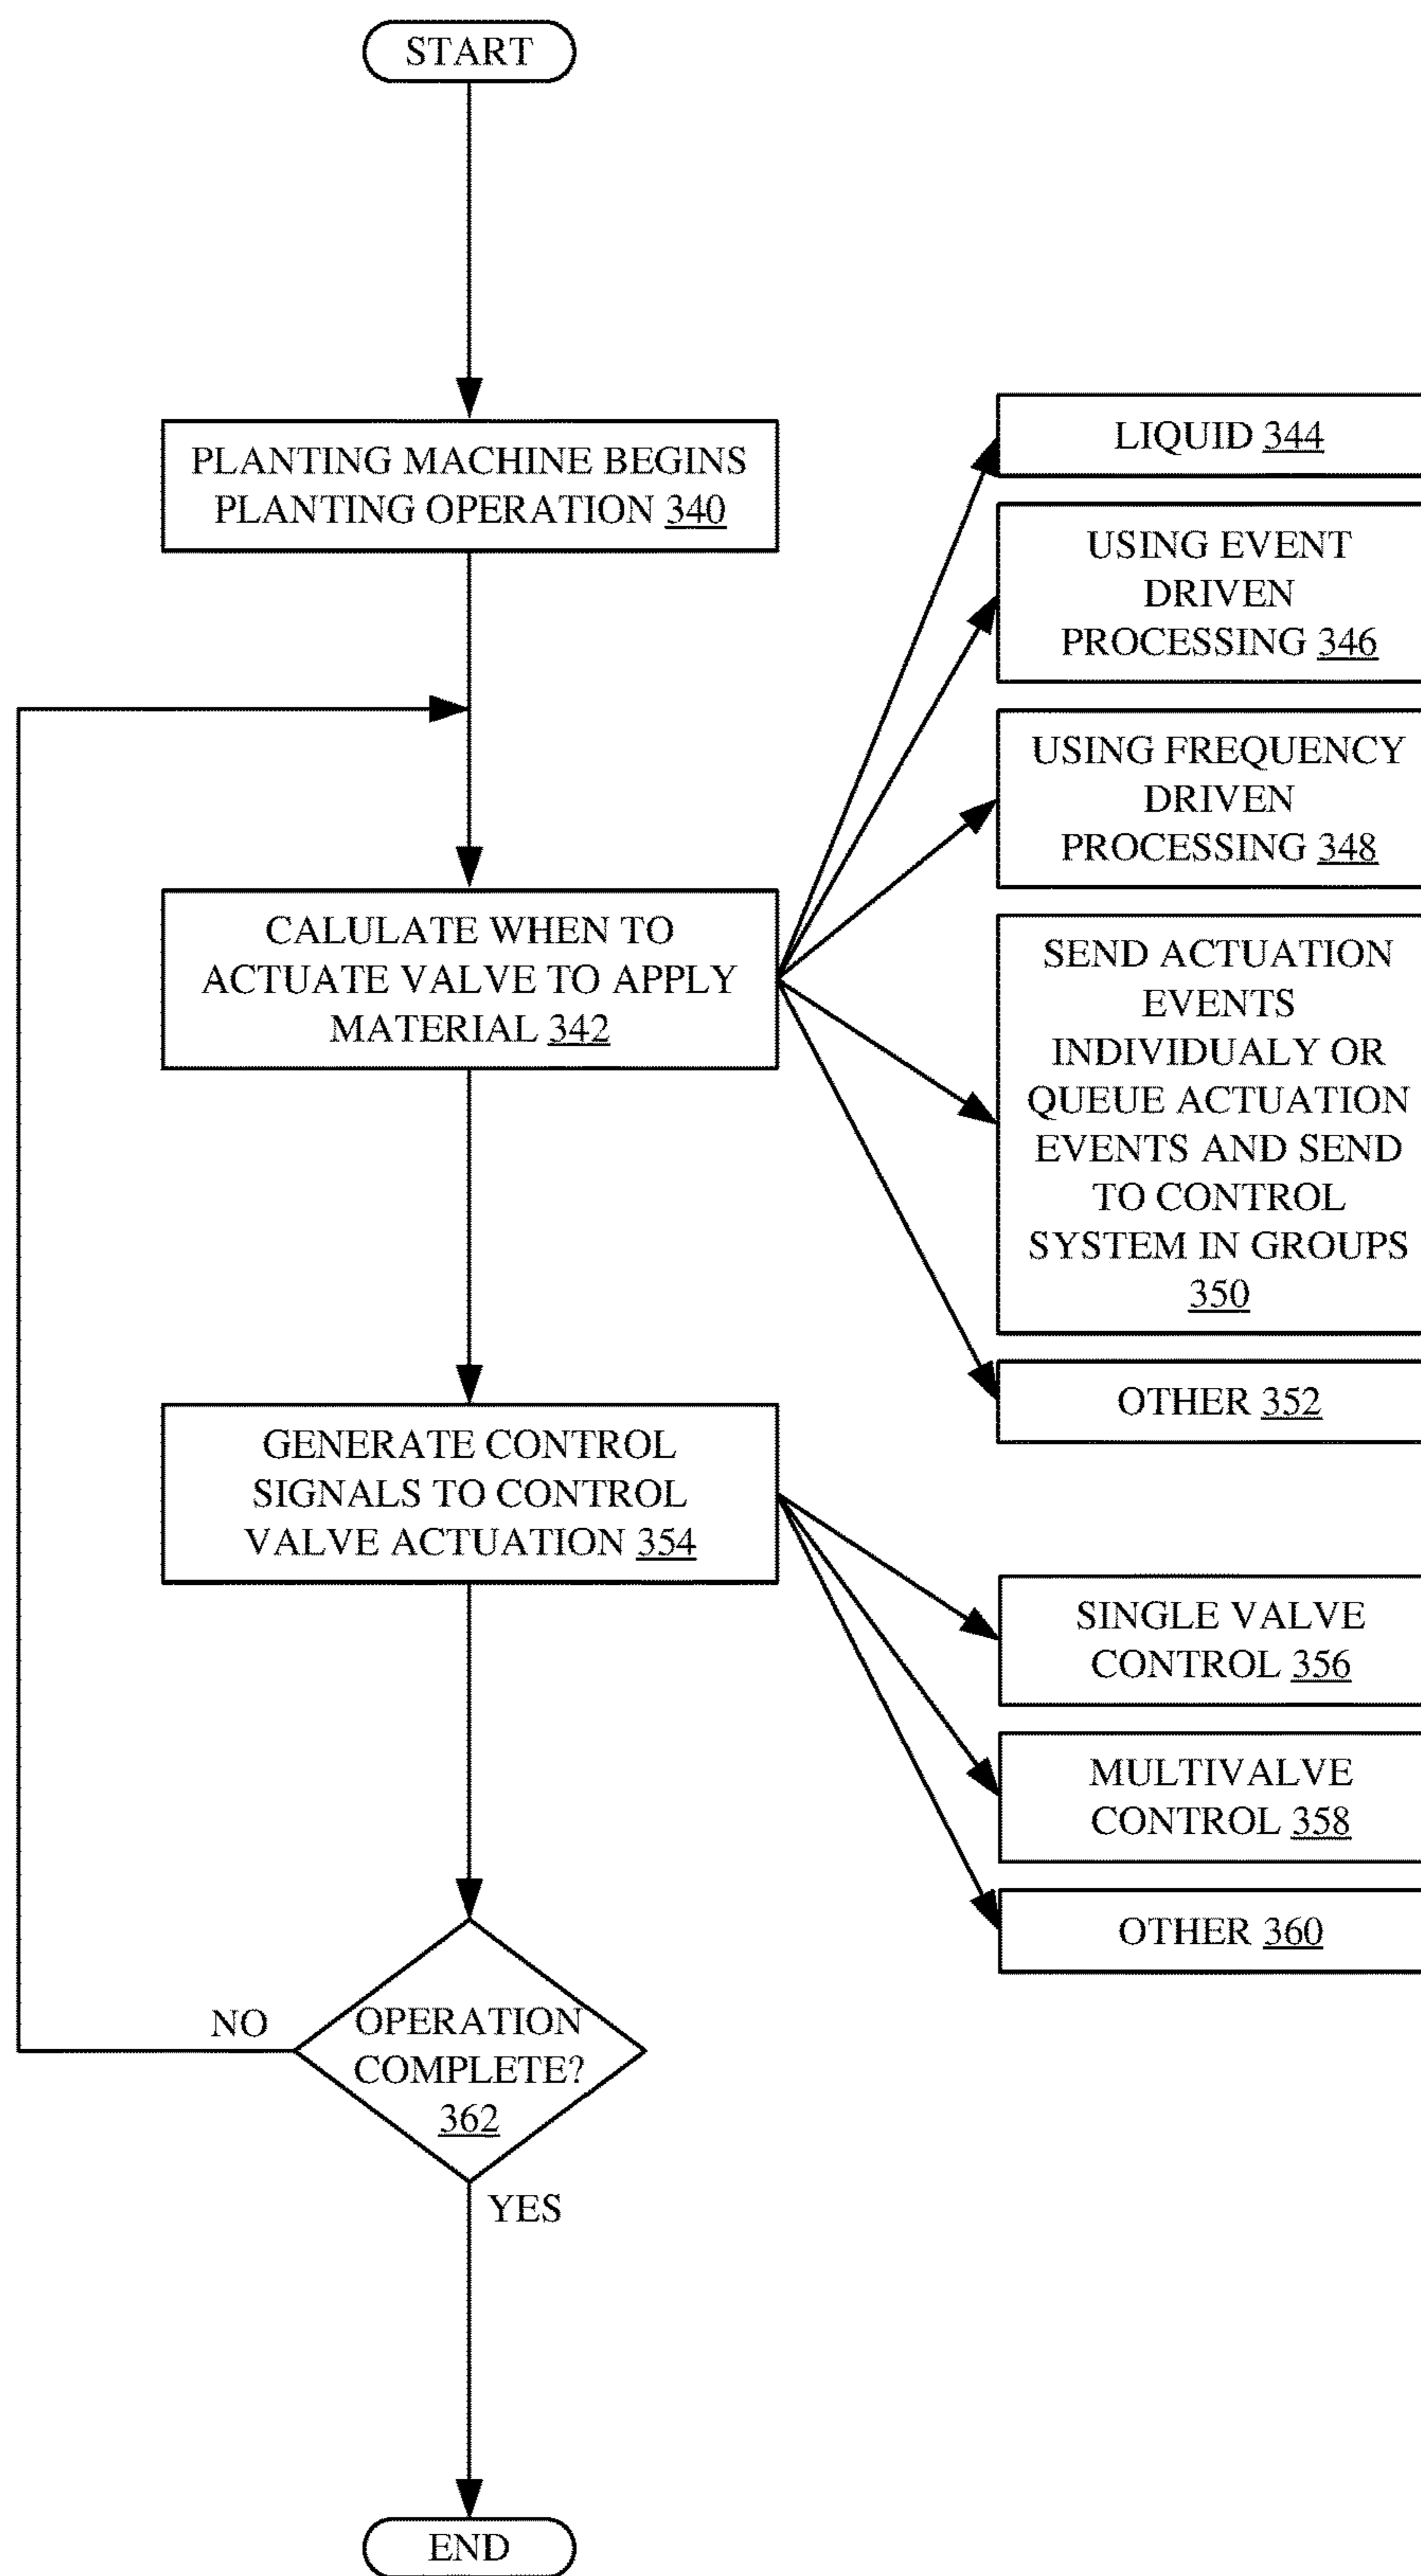 START
PLANTING MACHINE BEGINS
PLANTING OPERATION 340
CALULATE WHEN TO
ACTUATE VALVE TO APPLY
MATERIAL 342
LIQUID 344
USING EVENT
DRIVEN
PROCESSING 346
USING FREQUENCY
DRIVEN
PROCESSING 348
SEND ACTUATION
EVENTS
INDIVIDUALY OR
QUEUE ACTUATION
EVENTS AND SEND
TO CONTROL
SYSTEM IN GROUPS
350
OTHER 352
GENERATE CONTROL
SIGNALS TO CONTROL
VALVE ACTUATION 354
SINGLE VALVE
CONTROL 356
MULTIVALVE
CONTROL 358
OTHER 360
NO
OPERATION
COMPLETE?
362
YES
END